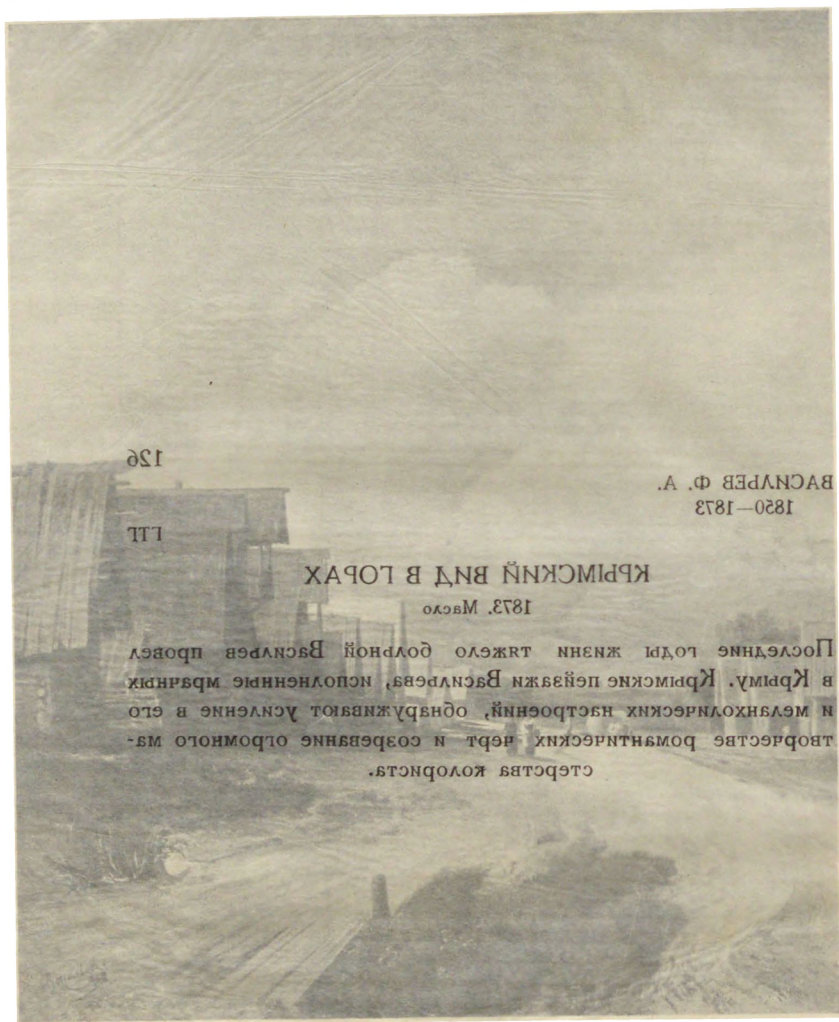 126
ВАСИЛЬЕВ Ф. А.
1850—1873
ГТГ
КРЫМСКИЙ ВИД В ГОРАХ
1873. Масло
Последние годы жизни тяжело больной Васильев провел
в Крыму. Крымские пейзажи Васильева, исполненные мрачных
и меланхолических настроений, обнаруживают усиление в его
творчестве романтических черт и созревание огромного ма-
стерства колориста.